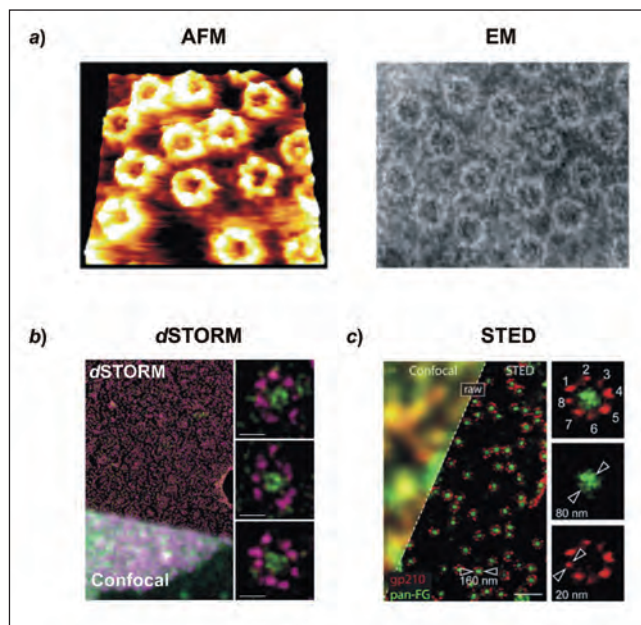 a) AFM EM
b) dSTORM c) STED
dSTORM
Confocal
Confocal STED
raw
gp210
pan-FG
160 nm
1 2 3 4 5 6 7 8
80 nm
20 nm